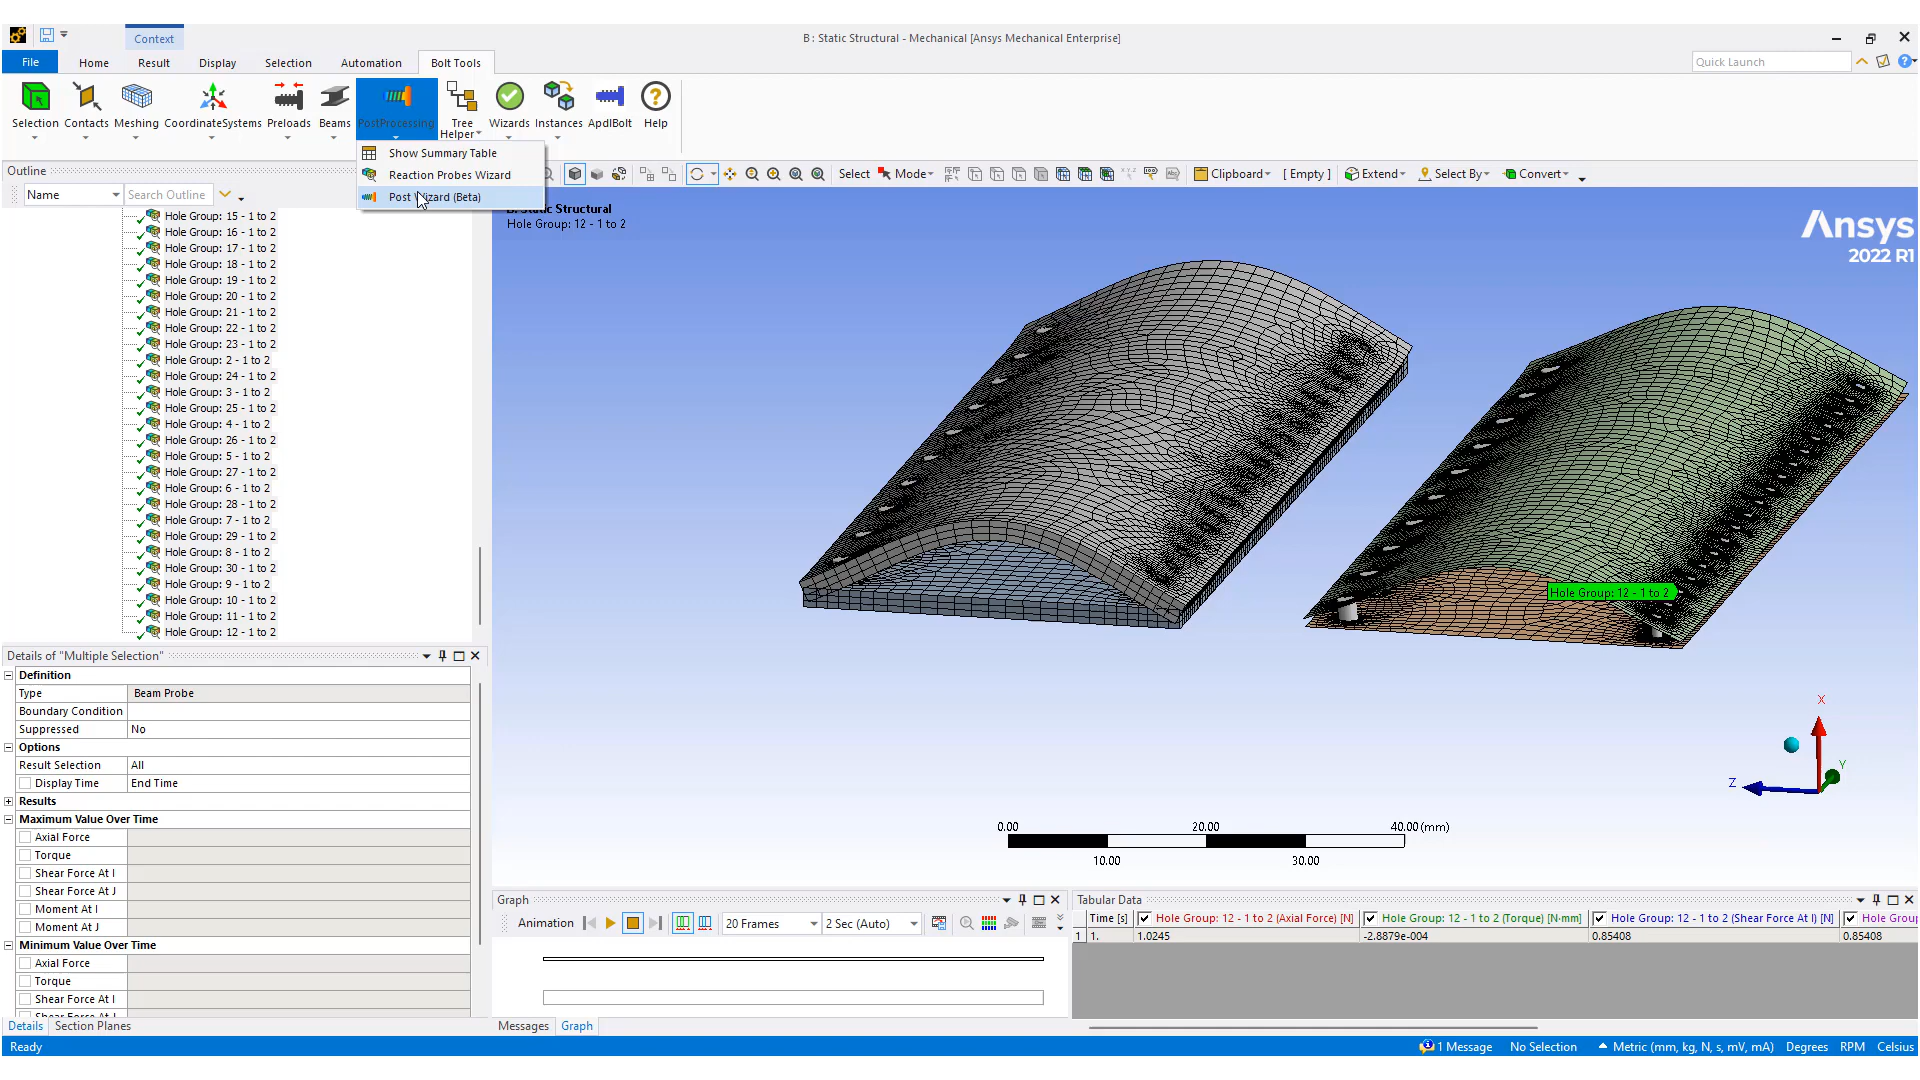 Context
B : Static Structural - Mechanical [Ansys Mechanical Enterprise]
File Home Result Display Selection Automation Bolt Tools
Quick Launch
Selection Contacts Meshing CoordinateSystems Preloads Beams PostProcessing Tree Helper Wizards Instances ApdlBolt Help
Show Summary Table
Reaction Probes Wizard
Post Wizard (Beta)
Outline
Name Search Outline
Select Mode Clipboard [ Empty ] Extend Select By Convert
Hole Group: 15 - 1 to 2
Hole Group: 16 - 1 to 2
Hole Group: 17 - 1 to 2
Hole Group: 18 - 1 to 2
Hole Group: 19 - 1 to 2
Hole Group: 20 - 1 to 2
Hole Group: 21 - 1 to 2
Hole Group: 22 - 1 to 2
Hole Group: 23 - 1 to 2
Hole Group: 2 - 1 to 2
Hole Group: 24 - 1 to 2
Hole Group: 3 - 1 to 2
Hole Group: 25 - 1 to 2
Hole Group: 4 - 1 to 2
Hole Group: 26 - 1 to 2
Hole Group: 5 - 1 to 2
Hole Group: 27 - 1 to 2
Hole Group: 6 - 1 to 2
Hole Group: 28 - 1 to 2
Hole Group: 7 - 1 to 2
Hole Group: 29 - 1 to 2
Hole Group: 8 - 1 to 2
Hole Group: 30 - 1 to 2
Hole Group: 9 - 1 to 2
Hole Group: 10 - 1 to 2
Hole Group: 11 - 1 to 2
Hole Group: 12 - 1 to 2
B: Static Structural
Hole Group: 12 - 1 to 2
Ansys
2022 R1
Hole Group: 12 - 1 to 2
X
Y
Z
0.00 20.00 40.00 (mm)
10.00 30.00
Details of "Multiple Selection"
Definition
Type Beam Probe
Boundary Condition
Suppressed No
Options
Result Selection All
Display Time End Time
Results
Maximum Value Over Time
Axial Force
Torque
Shear Force At I
Shear Force At J
Moment At I
Moment At J
Minimum Value Over Time
Axial Force
Torque
Shear Force At I
Shear Force At J
Details Section Planes
Graph
Animation 20 Frames 2 Sec (Auto)
Messages Graph
Tabular Data
Time [s] Hole Group: 12 - 1 to 2 (Axial Force) [N] Hole Group: 12 - 1 to 2 (Torque) [N·mm] Hole Group: 12 - 1 to 2 (Shear Force At I) [N] Hole Group
1 1. 1.0245 -2.8879e-004 0.85408 0.85408
Ready
1 Message No Selection Metric (mm, kg, N, s, mV, mA) Degrees RPM Celsius